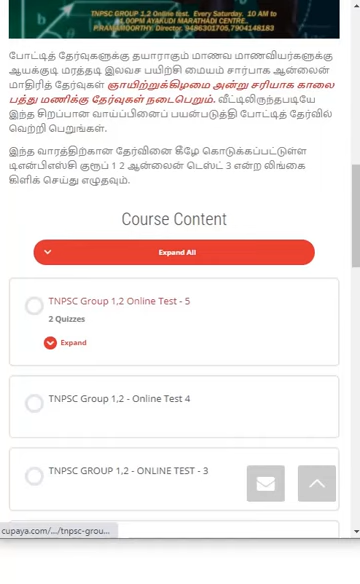 TNPSC GROUP 1,2 Online test. Every Saturday. 10 AM to
1.00PM AYAKUDI MARATHADI CENTRE.
P.RAMAMOORTHY. Director. 9486301705,7904148183
போட்டித் தேர்வுகளுக்கு தயாராகும் மாணவ மாணவியர்களுக்கு
ஆயக்குடி மரத்தடி இலவச பயிற்சி மையம் சார்பாக ஆன்லைன்
மாதிரித் தேர்வுகள் ஞாயிற்றுக்கிழமை அன்று சரியாக காலை
பத்து மணிக்கு தேர்வுகள் நடைபெறும். வீட்டிலிருந்தபடியே
இந்த சிறப்பான வாய்ப்பினைப் பயன்படுத்தி போட்டித் தேர்வில்
வெற்றி பெறுங்கள்.
இந்த வாரத்திற்கான தேர்வினை கீழே கொடுக்கப்பட்டுள்ள
டிஎன்பிஎஸ்சி குரூப் 1 2 ஆன்லைன் டெஸ்ட் 3 என்ற லிங்கை
கிளிக் செய்து எழுதவும்.
Course Content
Expand All
TNPSC Group 1,2 Online Test - 5
2 Quizzes
Expand
TNPSC Group 1,2 - Online Test 4
TNPSC GROUP 1,2 - ONLINE TEST - 3
cupaya.com/.../tnpsc-grou...